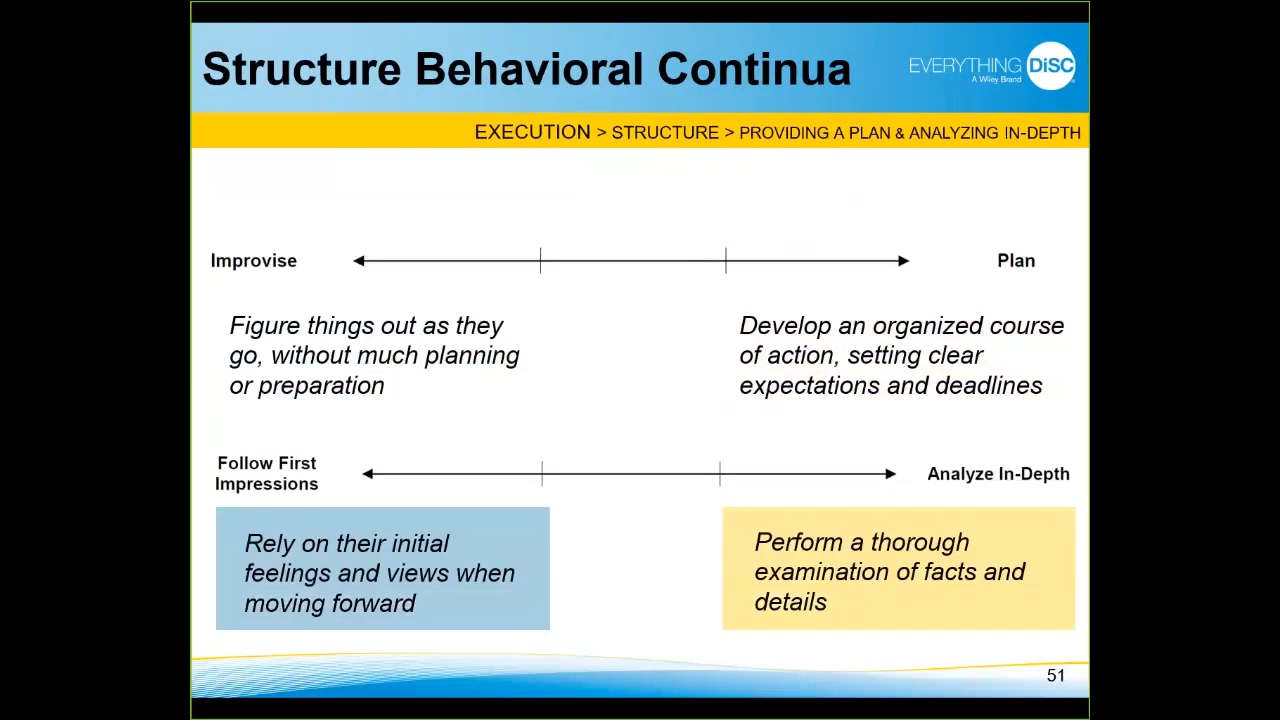 Structure Behavioral Continua
EVERYTHING DiSC
A Wiley Brand
EXECUTION > STRUCTURE > PROVIDING A PLAN & ANALYZING IN-DEPTH
Improvise
Plan
Figure things out as they
go, without much planning
or preparation
Develop an organized course
of action, setting clear
expectations and deadlines
Follow First
Impressions
Analyze In-Depth
Rely on their initial
feelings and views when
moving forward
Perform a thorough
examination of facts and
details
51